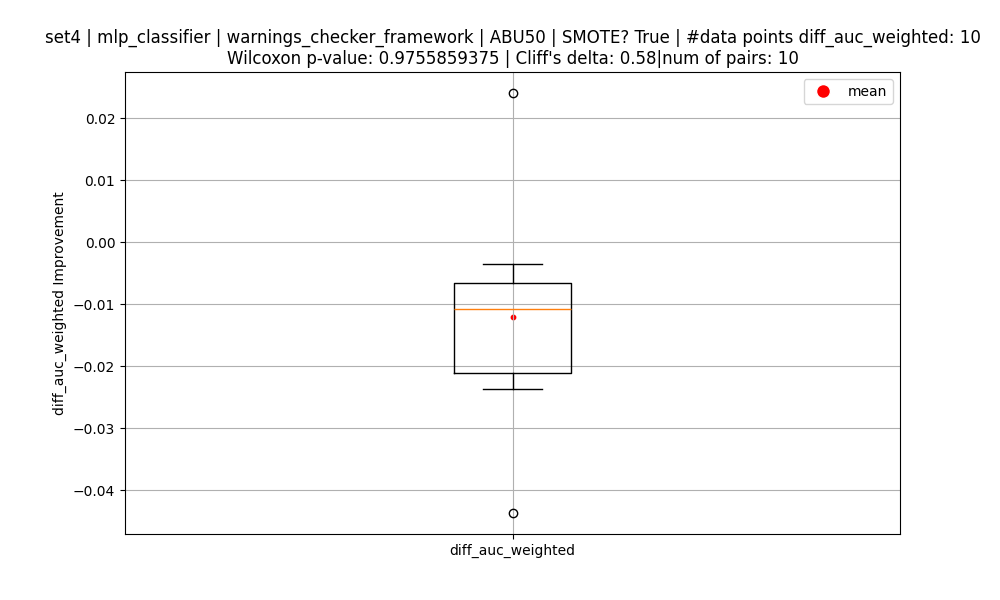 set4 | mlp_classifier | warnings_checker_framework | ABU50 | SMOTE? True | #data points diff_auc_weighted: 10
Wilcoxon p-value: 0.9755859375 | Cliff's delta: 0.58|num of pairs: 10
mean
0.02
0.01
0.00
−0.01
−0.02
−0.03
−0.04
diff_auc_weighted Improvement
diff_auc_weighted